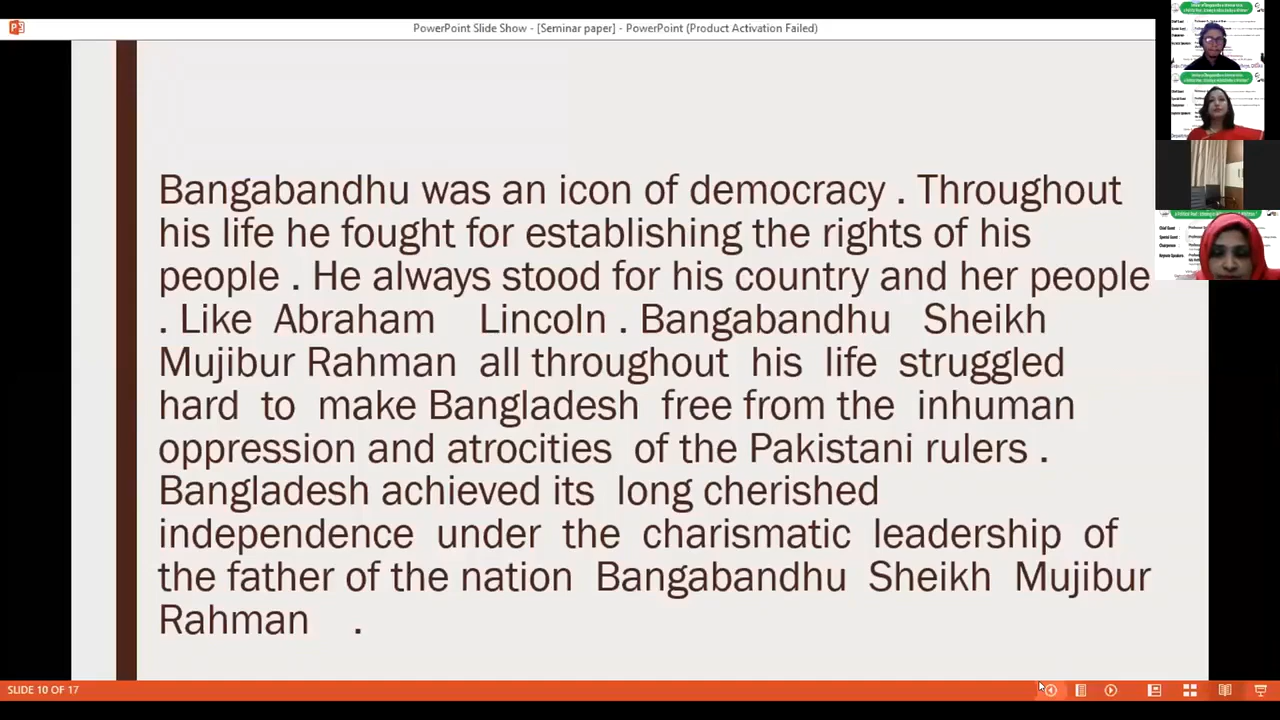 PowerPoint Slide Show - [Seminar paper] - PowerPoint (Product Activation Failed)
Bangabandhu was an icon of democracy . Throughout
his life he fought for establishing the rights of his
people . He always stood for his country and her people
. Like Abraham Lincoln . Bangabandhu Sheikh
Mujibur Rahman all throughout his life struggled
hard to make Bangladesh free from the inhuman
oppression and atrocities of the Pakistani rulers .
Bangladesh achieved its long cherished
independence under the charismatic leadership of
the father of the nation Bangabandhu Sheikh Mujibur
Rahman .
SLIDE 10 OF 17